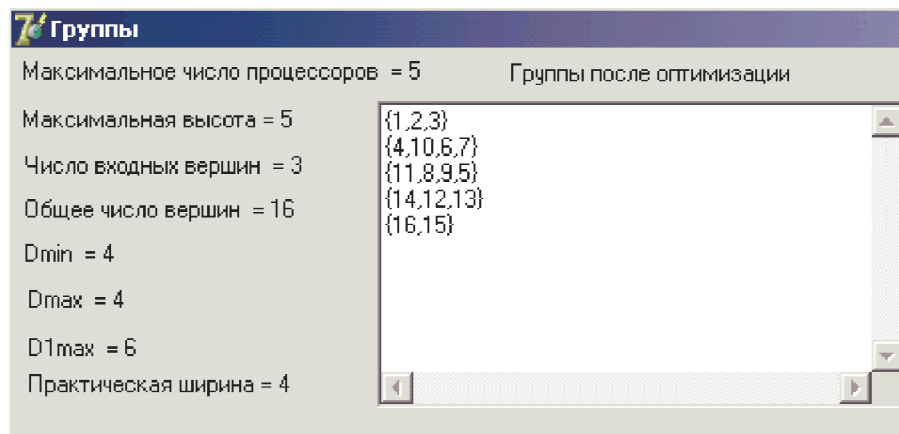 Группы
Максимальное число процессоров = 5
Группы после оптимизации
Максимальная высота = 5
Число входных вершин = 3
Общее число вершин = 16
Dmin = 4
Dmax = 4
D1max = 6
Практическая ширина = 4
{1,2,3}
{4,10,6,7}
{11,8,9,5}
{14,12,13}
{16,15}